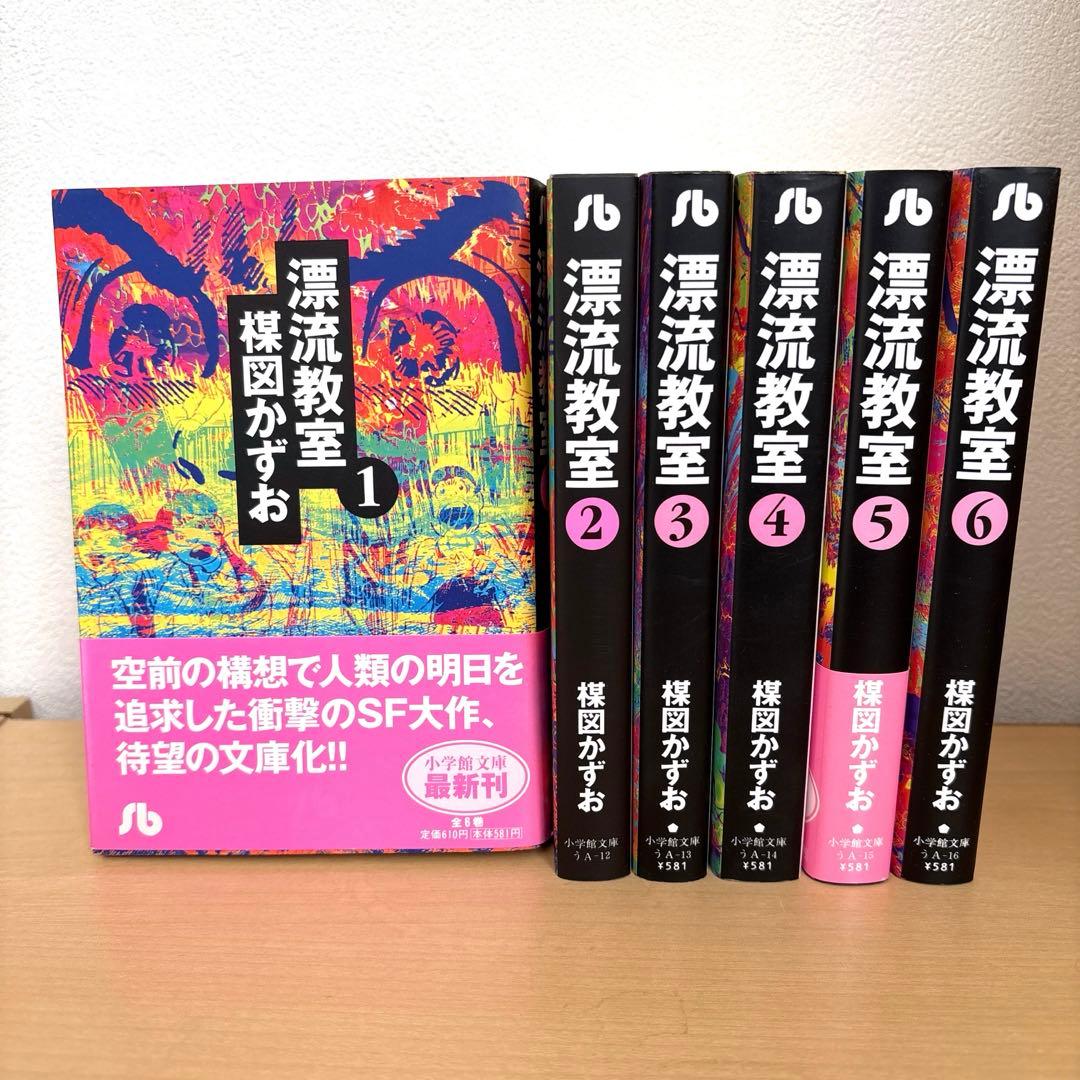 漂流教室
楳図かずお
1
空前の構想で人類の明日を
追求した衝撃のSF大作、
待望の文庫化!!
小学館文庫
最新刊
全6巻
定価610円 本体581円
漂流教室
2
楳図かずお
小学館文庫
うA-12
漂流教室
3
楳図かずお
小学館文庫
うA-13
¥581
漂流教室
4
楳図かずお
小学館文庫
うA-14
¥581
漂流教室
5
楳図かずお
小学館文庫
うA-15
¥581
漂流教室
6
楳図かずお
小学館文庫
うA-16
¥581